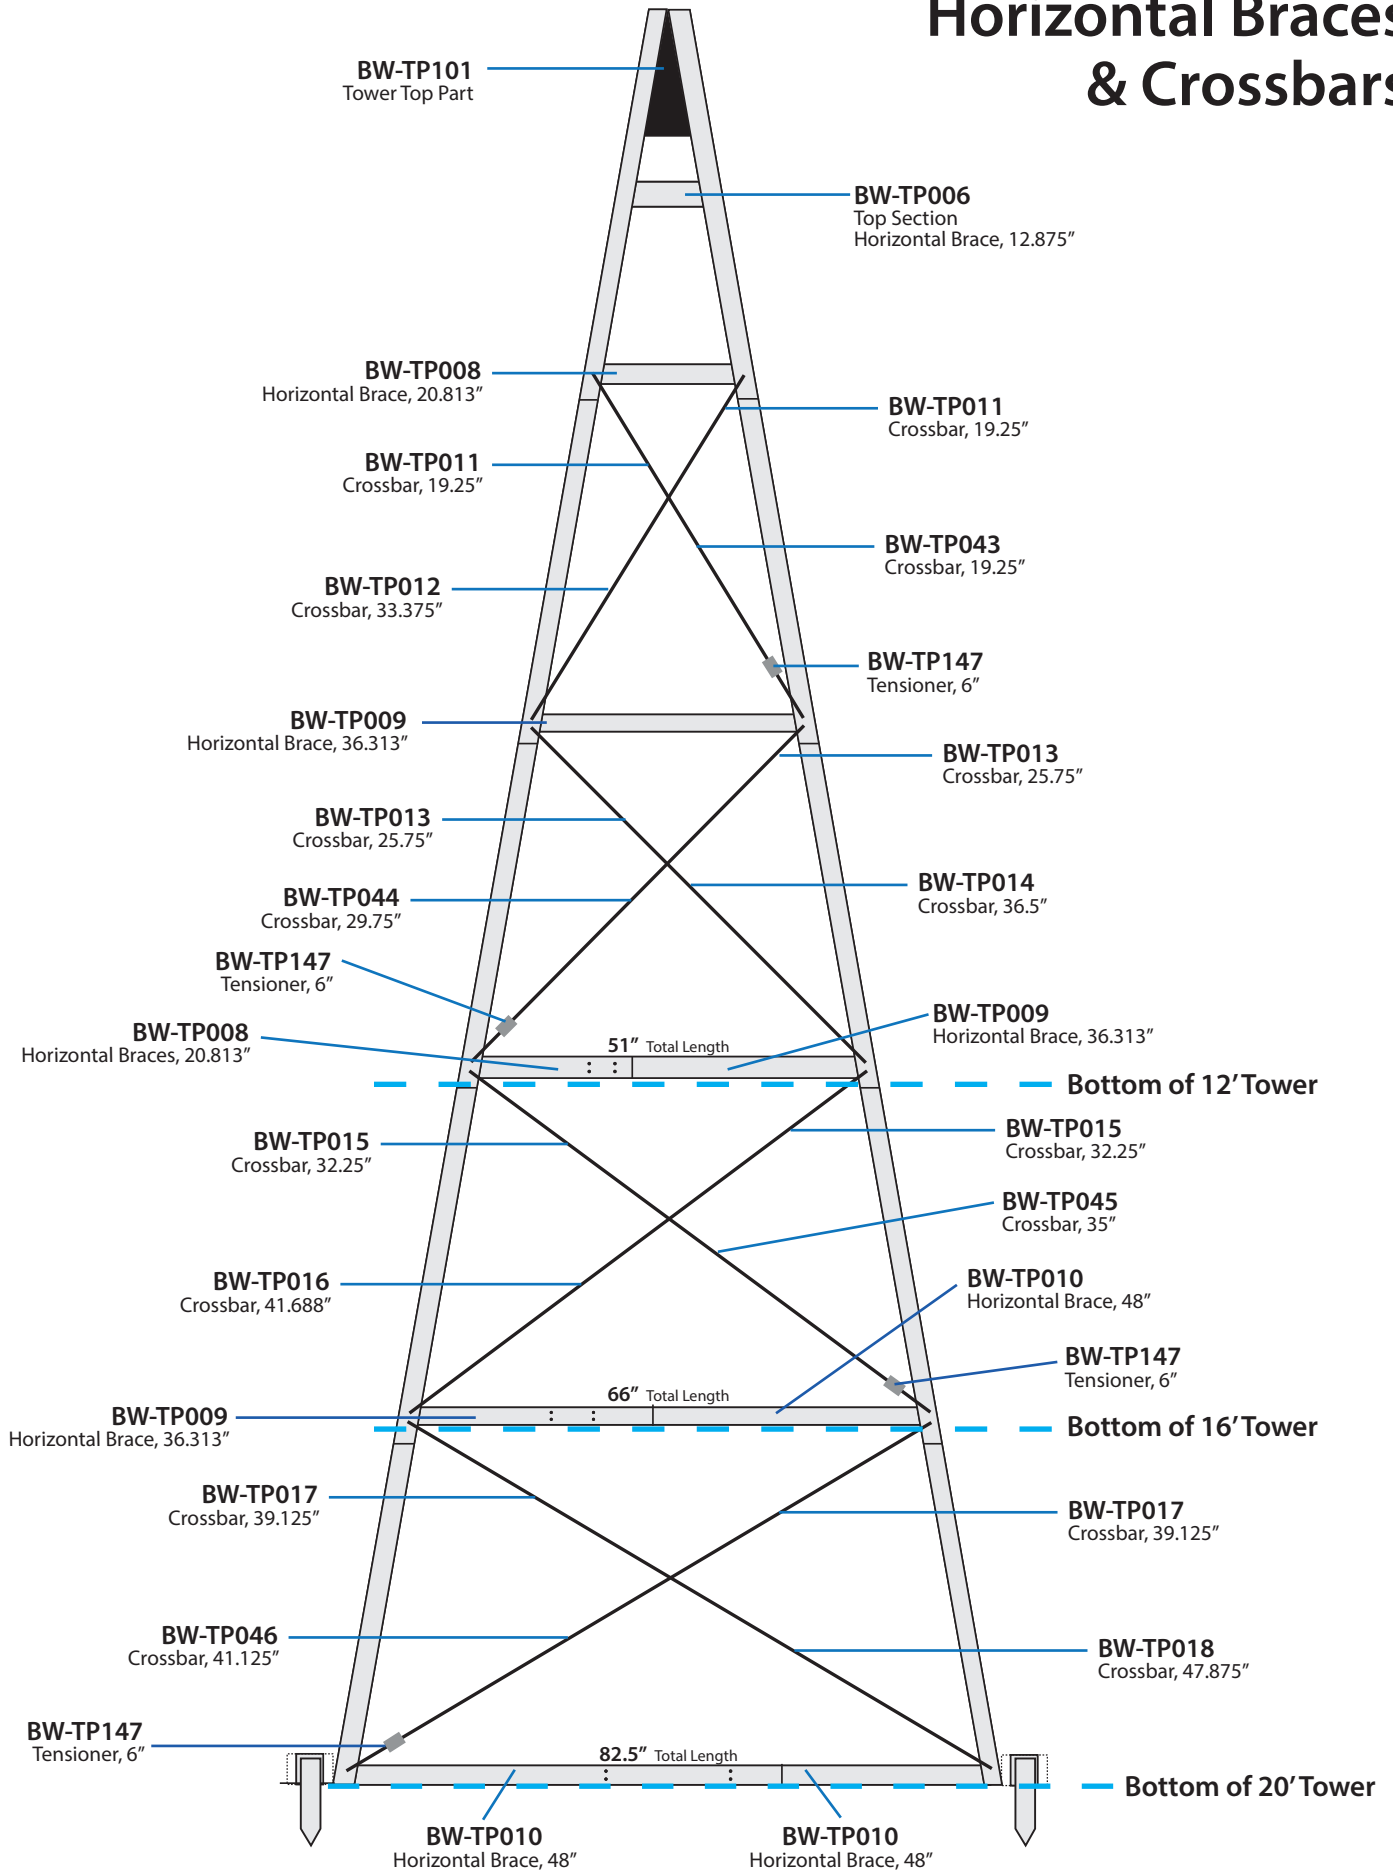 Horizontal Braces
& Crossbars
BW-TP101
Tower Top Part
BW-TP006
Top Section
Horizontal Brace, 12.875”
BW-TP008
Horizontal Brace, 20.813”
BW-TP011
Crossbar, 19.25”
BW-TP011
Crossbar, 19.25”
BW-TP043
Crossbar, 19.25”
BW-TP012
Crossbar, 33.375”
BW-TP147
Tensioner, 6”
BW-TP009
Horizontal Brace, 36.313”
BW-TP013
Crossbar, 25.75”
BW-TP013
Crossbar, 25.75”
BW-TP014
Crossbar, 36.5”
BW-TP044
Crossbar, 29.75”
BW-TP147
Tensioner, 6”
BW-TP009
Horizontal Brace, 36.313”
BW-TP008
Horizontal Braces, 20.813”
51” Total Length
Bottom of 12’ Tower
BW-TP015
Crossbar, 32.25”
BW-TP015
Crossbar, 32.25”
BW-TP045
Crossbar, 35”
BW-TP016
Crossbar, 41.688”
BW-TP010
Horizontal Brace, 48”
BW-TP147
Tensioner, 6”
66” Total Length
BW-TP009
Horizontal Brace, 36.313”
Bottom of 16’ Tower
BW-TP017
Crossbar, 39.125”
BW-TP017
Crossbar, 39.125”
BW-TP046
Crossbar, 41.125”
BW-TP018
Crossbar, 47.875”
BW-TP147
Tensioner, 6”
82.5” Total Length
Bottom of 20’ Tower
BW-TP010
Horizontal Brace, 48”
BW-TP010
Horizontal Brace, 48”